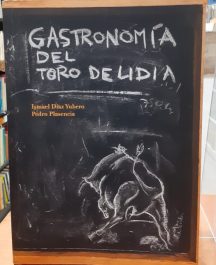 GASTRONOMÍA
DEL
TORO DE LIDIA
Ismael Díaz Yubero
Pedro Plasencia